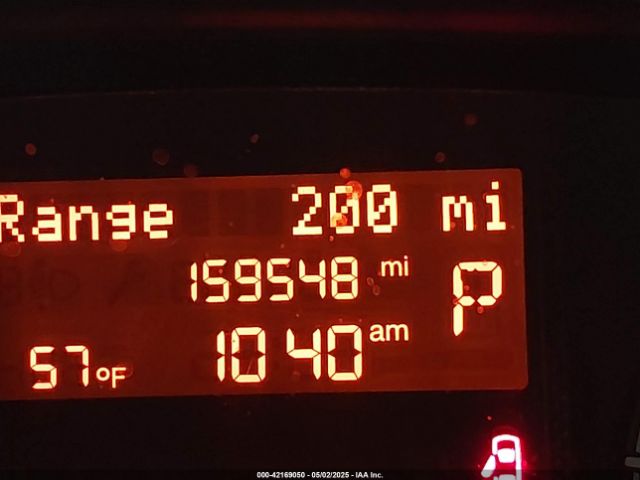 Range 200 mi
159548 mi
57°F 10 40 am
P
000-42169050 - 05/02/2025 - IAA Inc.